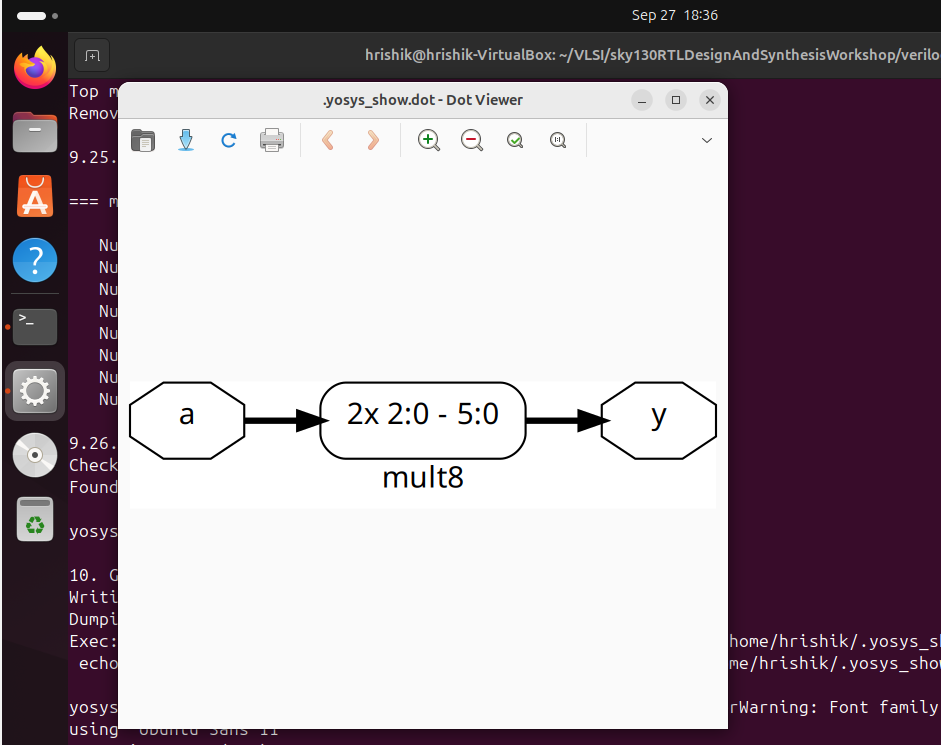 Sep 27 18:36
hrishik@hrishik-VirtualBox: ~/VLSI/sky130RTLDesignAndSynthesisWorkshop/verilo
Top m
Remov
.yosys_show.dot - Dot Viewer
9.25.
=== m
Nu
Nu
Nu
Nu
Nu
Nu
Nu
Nu
a
2x 2:0 - 5:0
y
mult8
9.26.
Check
Found
yosys
10. G
Writi
Dumpi
Exec: home/hrishik/.yosys_s
echo me/hrishik/.yosys_show
yosys rWarning: Font family
using